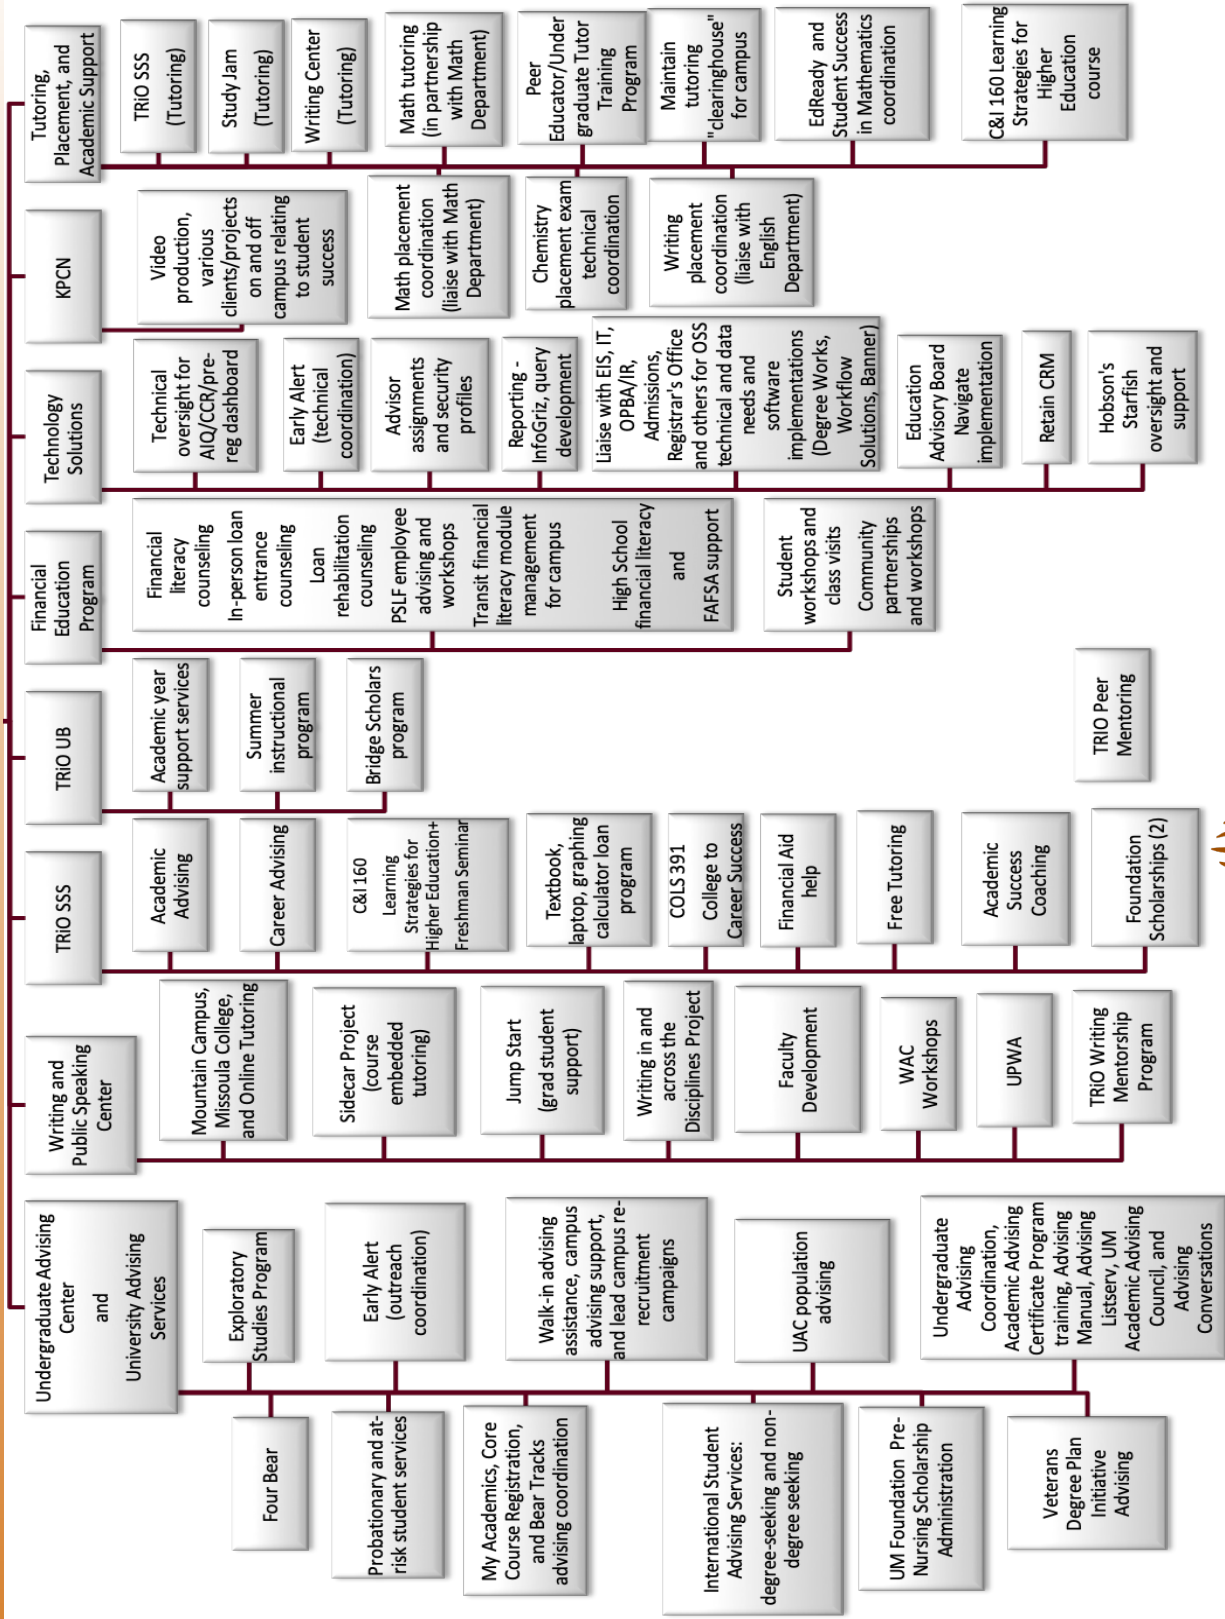 Undergraduate Advising
Center
and
University Advising
Services
Four Bear
Exploratory
Studies Program
Probationary and at-
risk student services
Early Alert
(outreach
coordination)
My Academics, Core
Course Registration,
and Bear Tracks
advising coordination
Walk-in advising
assistance, campus
advising support,
and lead campus re-
recruitment
campaigns
International Student
Advising Services:
degree-seeking and non-
degree seeking
UAC population
advising
UM Foundation Pre-
Nursing Scholarship
Administration
Undergraduate
Advising
Coordination,
Academic Advising
Certificate Program
training, Advising
Manual, Advising
Listserv, UM
Academic Advising
Council, and
Advising
Conversations
Veterans
Degree Plan
Initiative
Advising
Writing and
Public Speaking
Center
Mountain Campus,
Missoula College,
and Online Tutoring
Sidecar Project
(course
embedded
tutoring)
Jump Start
(grad student
support)
Writing in and
across the
Disciplines Project
Faculty
Development
WAC
Workshops
UPWA
TRiO Writing
Mentorship
Program
TRiO SSS
Academic
Advising
Career Advising
C&I 160
Learning
Strategies for
Higher Education+
Freshman Seminar
Textbook,
laptop, graphing
calculator loan
program
COLS 391
College to
Career Success
Financial Aid
help
Free Tutoring
Academic
Success
Coaching
Foundation
Scholarships (2)
TRiO UB
Academic year
support services
Summer
instructional
program
Bridge Scholars
program
TRIO Peer
Mentoring
Financial
Education
Program
Financial
literacy
counseling
In-person loan
entrance
counseling
Loan
rehabilitation
counseling
PSLF employee
advising and
workshops
Transit financial
literacy module
management
for campus
High School
financial literacy
and
FAFSA support
Student
workshops and
class visits
Community
partnerships
and workshops
Technology
Solutions
Technical
oversight for
AIQ/CCR/pre-
reg dashboard
Early Alert
(technical
coordination)
Advisor
assignments
and security
profiles
Reporting -
InfoGriz, query
development
Liaise with EIS, IT,
OPBA/IR,
Admissions,
Registrar's Office
and others for OSS
technical and data
needs and
software
implementations
(Degree Works,
Workflow
Solutions, Banner)
Education
Advisory Board
Navigate
implementation
Retain CRM
Hobson's
Starfish
oversight and
support
KPCN
Video
production,
various
clients/projects
on and off
campus relating
to student
success
Tutoring,
Placement, and
Academic Support
TRiO SSS
(Tutoring)
Study Jam
(Tutoring)
Writing Center
(Tutoring)
Math tutoring
(in partnership
with Math
Department)
Math placement
coordination
(liaise with Math
Department)
Peer
Educator/Under
graduate Tutor
Training
Program
Chemistry
placement exam
technical
coordination
Maintain
tutoring
"clearinghouse"
for campus
Writing
placement
coordination
(liaise with
English
Department)
EdReady and
Student Success
in Mathematics
coordination
C&I 160 Learning
Strategies for
Higher
Education
course